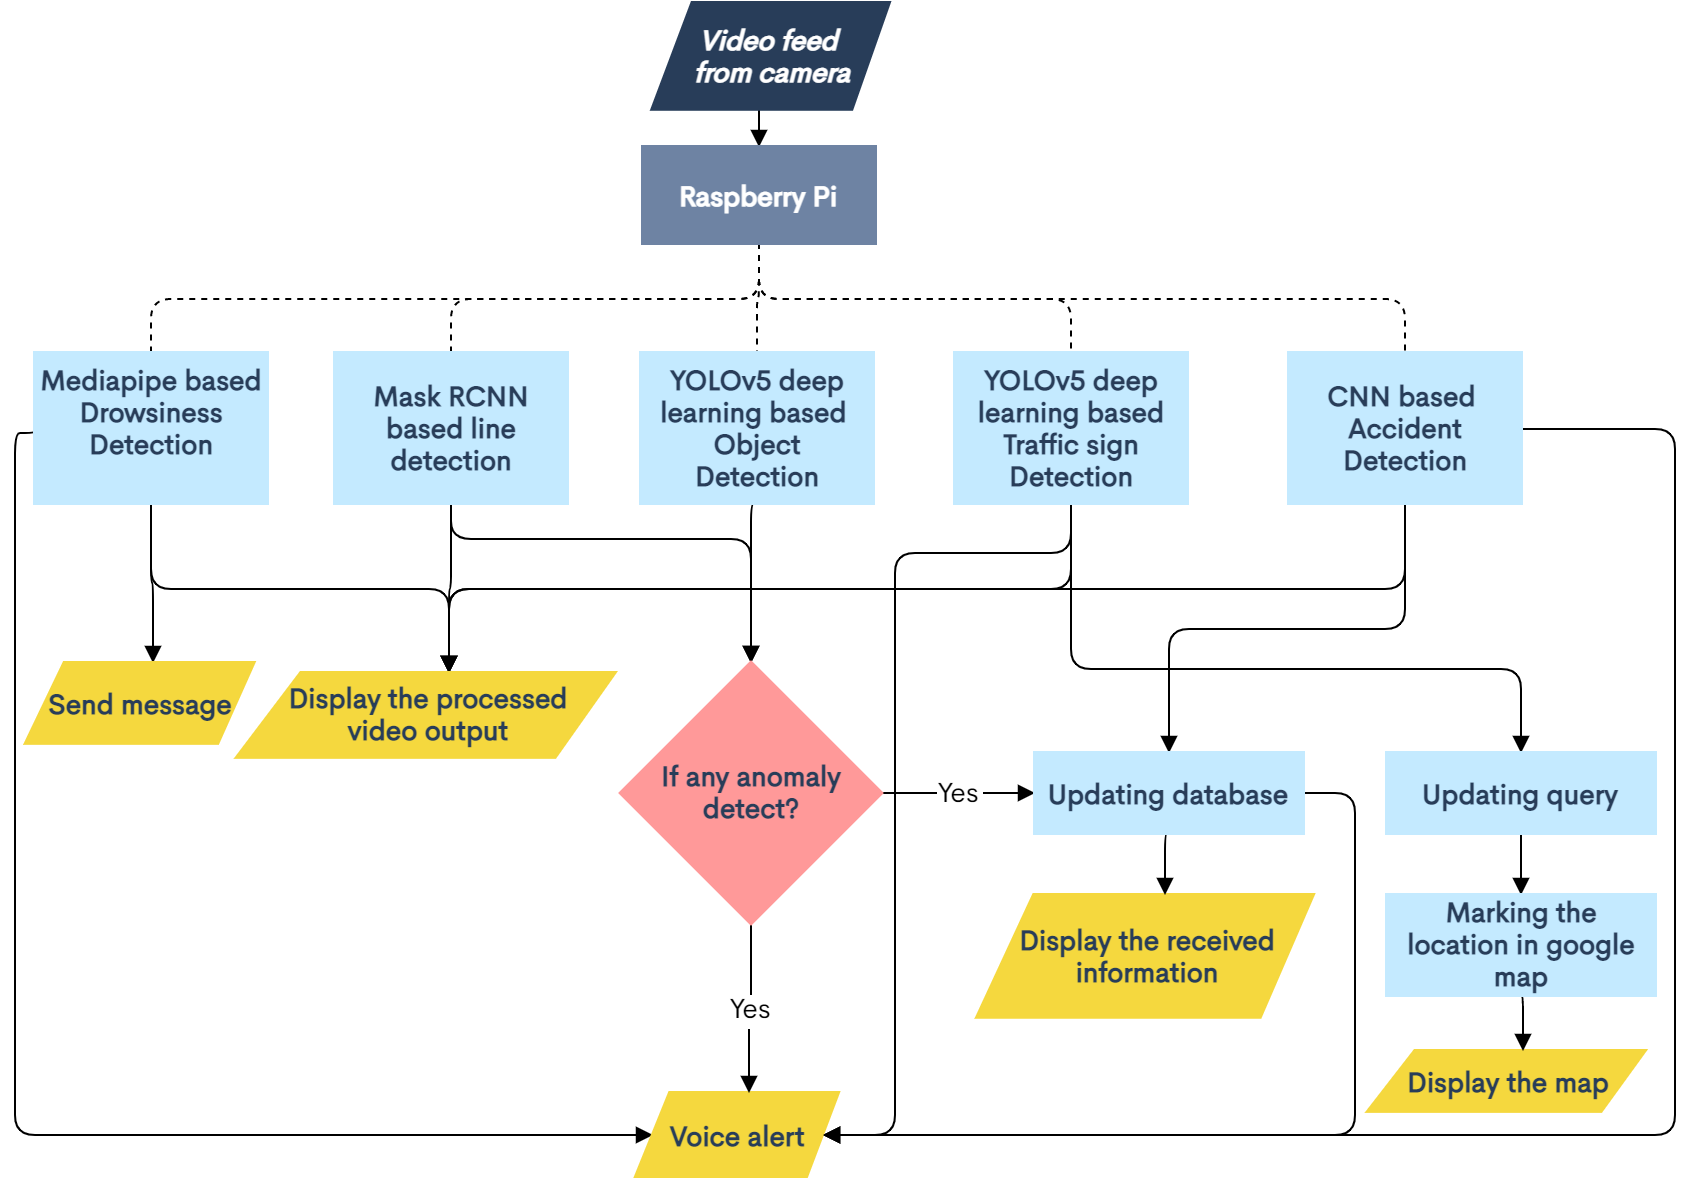 Video feed
from camera
Raspberry Pi
Mediapipe based
Drowsiness
Detection
Mask RCNN
based line
detection
YOLOv5 deep
learning based
Object
Detection
YOLOv5 deep
learning based
Traffic sign
Detection
CNN based
Accident
Detection
Send message
Display the processed
video output
If any anomaly
detect?
Yes
Updating database
Updating query
Display the received
information
Marking the
location in google
map
Yes
Display the map
Voice alert